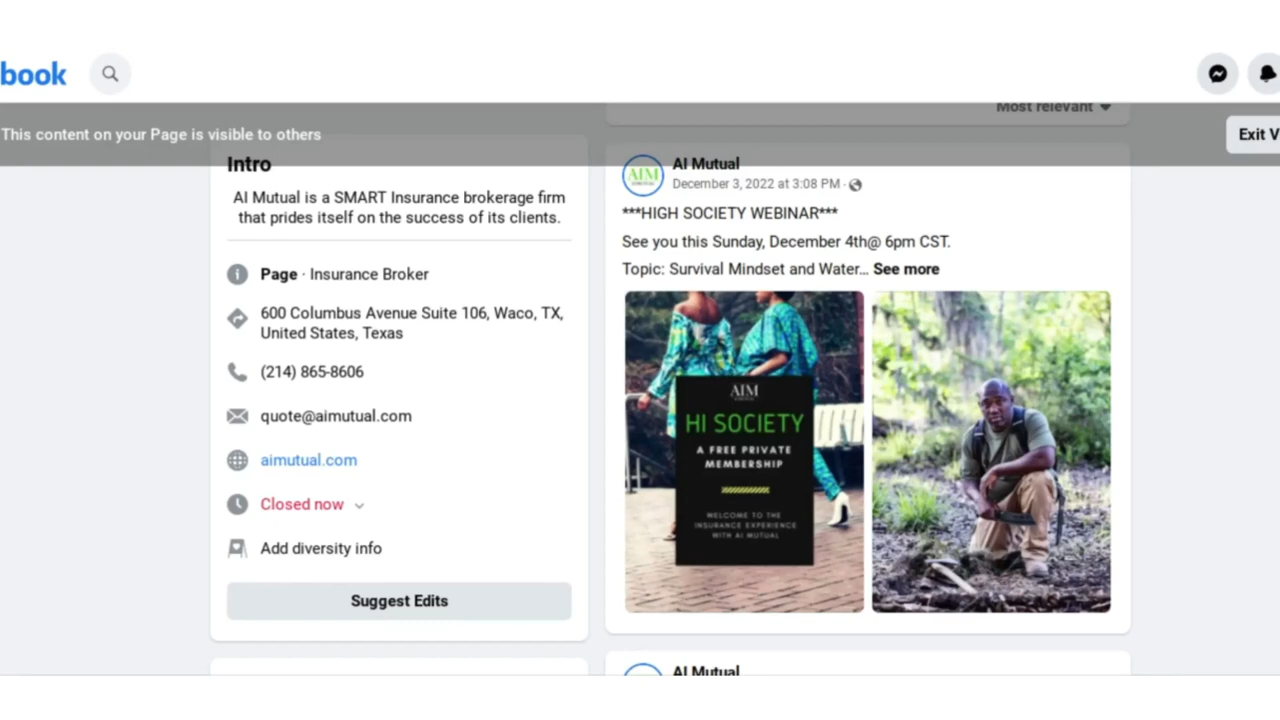 book
This content on your Page is visible to others
Exit V
Most relevant
Intro
AI Mutual is a SMART Insurance brokerage firm
that prides itself on the success of its clients.
Page · Insurance Broker
600 Columbus Avenue Suite 106, Waco, TX,
United States, Texas
(214) 865-8606
quote@aimutual.com
aimutual.com
Closed now
Add diversity info
Suggest Edits
AIM
AI Mutual
December 3, 2022 at 3:08 PM ·
***HIGH SOCIETY WEBINAR***
See you this Sunday, December 4th@ 6pm CST.
Topic: Survival Mindset and Water... See more
AIM
HI SOCIETY
A FREE PRIVATE
MEMBERSHIP
WELCOME TO THE
INSURANCE EXPERIENCE
WITH AI MUTUAL
AI Mutual